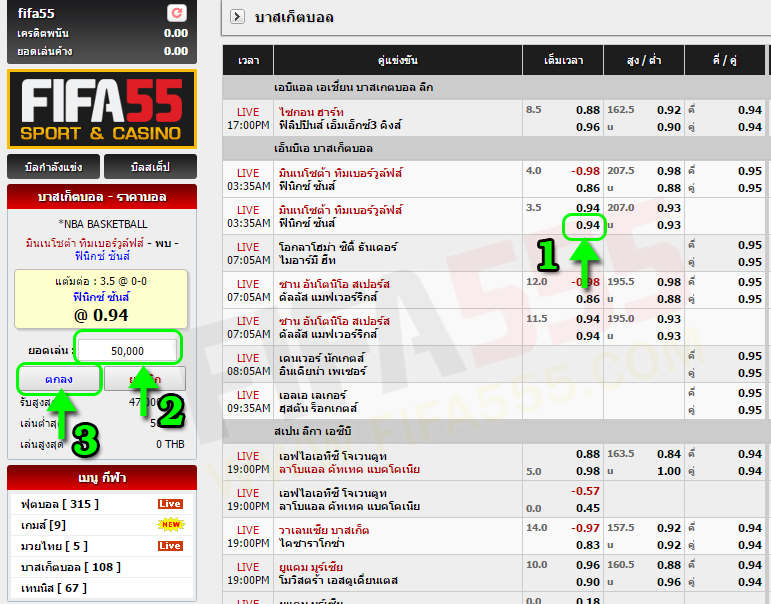 fifa55
เครดิตพนัน 0.00
ยอดเล่นค้าง 0.00
FIFA55
SPORT & CASINO
บิลกำลังแข่ง บิลสเต็ป
บาสเก็ตบอล - ราคาบอล
*NBA BASKETBALL
มินเนโซต้า ทิมเบอร์วูล์ฟส์ - พบ -
ฟีนิกซ์ ซันส์
แต้มต่อ : 3.5 @ 0-0
ฟีนิกซ์ ซันส์
@ 0.94
ยอดเล่น : 50,000
ตกลง
รับสูงสุด
เล่นต่ำสุด
เล่นสูงสุด 0 THB
1
2
3
เมนู กีฬา
ฟุตบอล [ 315 ] Live
เกมส์ [9] NEW
มวยไทย [ 5 ] Live
บาสเก็ตบอล [ 108 ]
เทนนิส [ 67 ]
บาสเก็ตบอล
เวลา คู่แข่งขัน เต็มเวลา สูง / ต่ำ คี่ / คู่
เอบีแอล เอเชี่ยน บาสเกตบอล ลีก
LIVE ไซกอน ฮาร์ท 8.5 0.88 162.5 0.92 คี่ 0.94
17:00PM ฟิลิปปินส์ เอ็มเอ็กซ์3 คิงส์ 0.96 u 0.90 คู่ 0.94
เอ็นบีเอ บาสเกตบอล
LIVE มินนิโซต้า ทิมเบอร์วูล์ฟส์ 4.0 -0.98 207.5 0.98 คี่ 0.95
03:35AM ฟีนิกซ์ ซันส์ 0.86 u 0.88 คู่ 0.95
LIVE มินนิโซต้า ทิมเบอร์วูล์ฟส์ 3.5 0.94 207.0 0.93
03:35AM ฟีนิกซ์ ซันส์ 0.94 u 0.93
LIVE โอกลาโฮม่า ซิตี้ ธันเดอร์ คี่ 0.95
07:05AM ไมอาร์มี ฮีท คู่ 0.95
LIVE ซาน อันโตนิโอ สเปอร์ส 12.0 -0.98 195.5 0.98 คี่ 0.95
07:05AM ดัลลัส แมฟเวอร์ริกส์ 0.86 u 0.88 คู่ 0.95
LIVE ซาน อันโตนิโอ สเปอร์ส 11.5 0.94 195.0 0.93
07:05AM ดัลลัส แมฟเวอร์ริกส์ 0.94 u 0.93
LIVE เดนเวอร์ นักเกตส์ คี่ 0.95
08:05AM อินเดียน่า เพเซอร์ คู่ 0.95
LIVE แอลเอ เลเกอร์ คี่ 0.95
09:35AM ฮุสตัน ร็อกเกตส์ คู่ 0.95
สเปน ลีกา เอซีบี
LIVE เอฟไอเอทีซี โจเวนตุท 0.88 163.5 0.84 คี่ 0.94
19:00PM ลาโบแอล คัทเทค แบคโคเนีย 5.0 0.98 u 1.00 คู่ 0.94
LIVE เอฟไอเอทีซี โจเวนตุท -0.57
19:00PM ลาโบแอล คัทเทค แบคโคเนีย 0.0 0.45
LIVE วาเลนเซีย บาสเก็ต 14.0 -0.97 157.5 0.92 คี่ 0.94
19:00PM ไคซาราโกซ่า 0.83 u 0.92 คู่ 0.94
LIVE ยูแคม มูร์เซีย 10.0 0.96 160.5 0.88 คี่ 0.94
19:00PM โมวิสตร้า เอสตูเดี่ยนเตส 0.90 u 0.96 คู่ 0.94
LIVE ยูแคม มูร์เซีย 0.0 0.18
FIFA555
WWW.FIFA555.COM